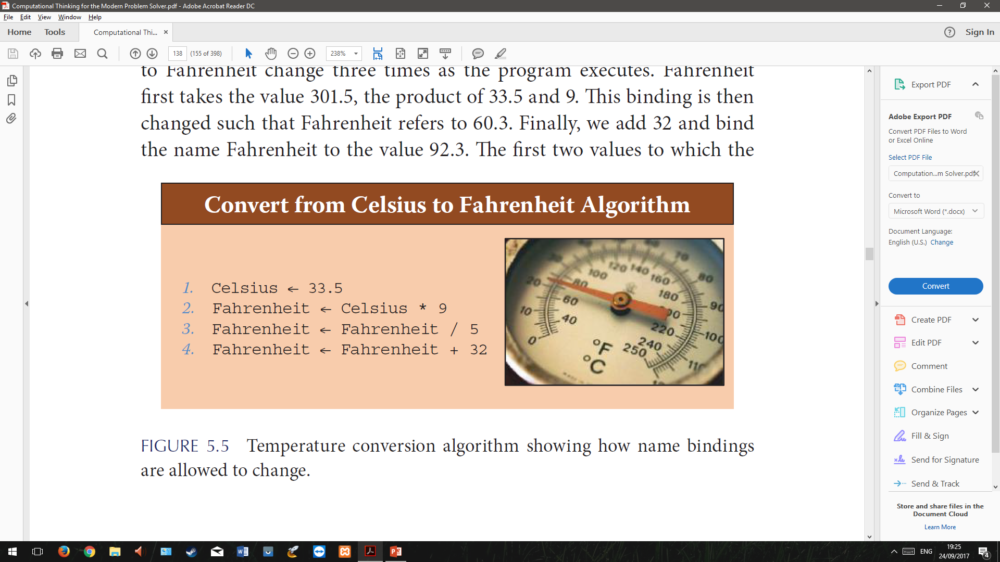 Computational Thinking for the Modern Problem Solver.pdf - Adobe Acrobat Reader DC
File Edit View Window Help
Home Tools Computational Thi... × Sign In
138 (155 of 398) 238%
to Fahrenheit change three times as the program executes. Fahrenheit
first takes the value 301.5, the product of 33.5 and 9. This binding is then
changed such that Fahrenheit refers to 60.3. Finally, we add 32 and bind
the name Fahrenheit to the value 92.3. The first two values to which the
Convert from Celsius to Fahrenheit Algorithm
1. Celsius ← 33.5
2. Fahrenheit ← Celsius * 9
3. Fahrenheit ← Fahrenheit / 5
4. Fahrenheit ← Fahrenheit + 32
70
120 140
100 160 80
20 80 180
60 90
10 40
220 100
0 240
250
°F
°C
FIGURE 5.5 Temperature conversion algorithm showing how name bindings
are allowed to change.
Export PDF
Adobe Export PDF
Convert PDF Files to Word
or Excel Online
Select PDF File
Computation...m Solver.pdf
Convert to
Microsoft Word (*.docx)
Document Language:
English (U.S.) Change
Convert
Create PDF
Edit PDF
Comment
Combine Files
Organize Pages
Fill & Sign
Send for Signature
Send & Track
Store and share files in the
Document Cloud
Learn More
ENG
19:25
24/09/2017
4